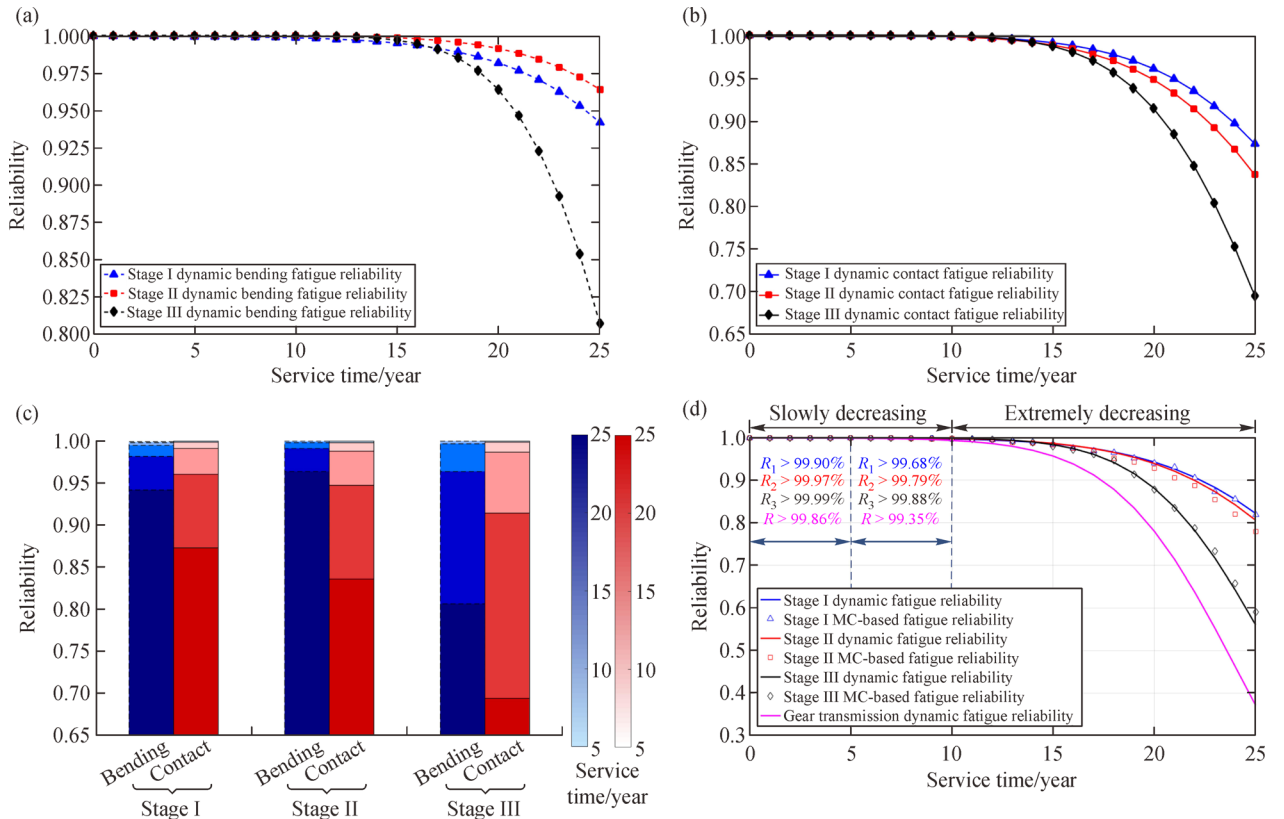 (a)
1.000
0.975
0.950
0.925
0.900
0.875
0.850
0.825
0.800
Reliability
Stage I dynamic bending fatigue reliability
Stage II dynamic bending fatigue reliability
Stage III dynamic bending fatigue reliability
0 5 10 15 20 25
Service time/year
(b)
1.00
0.95
0.90
0.85
0.80
0.75
0.70
0.65
Reliability
Stage I dynamic contact fatigue reliability
Stage II dynamic contact fatigue reliability
Stage III dynamic contact fatigue reliability
0 5 10 15 20 25
Service time/year
(c)
1.00
0.95
0.90
0.85
0.80
0.75
0.70
0.65
Reliability
Bending Contact Bending Contact Bending Contact
Stage I Stage II Stage III
25 25
20
15
10
5 5
Service
time/year
(d)
Slowly decreasing Extremely decreasing
1.0
0.9
0.8
0.7
0.6
0.5
0.4
0.3
Reliability
R1 > 99.90% R1 > 99.68%
R2 > 99.97% R2 > 99.79%
R3 > 99.99% R3 > 99.88%
R > 99.86% R > 99.35%
Stage I dynamic fatigue reliability
Stage I MC-based fatigue reliability
Stage II dynamic fatigue reliability
Stage II MC-based fatigue reliability
Stage III dynamic fatigue reliability
Stage III MC-based fatigue reliability
Gear transmission dynamic fatigue reliability
0 5 10 15 20 25
Service time/year